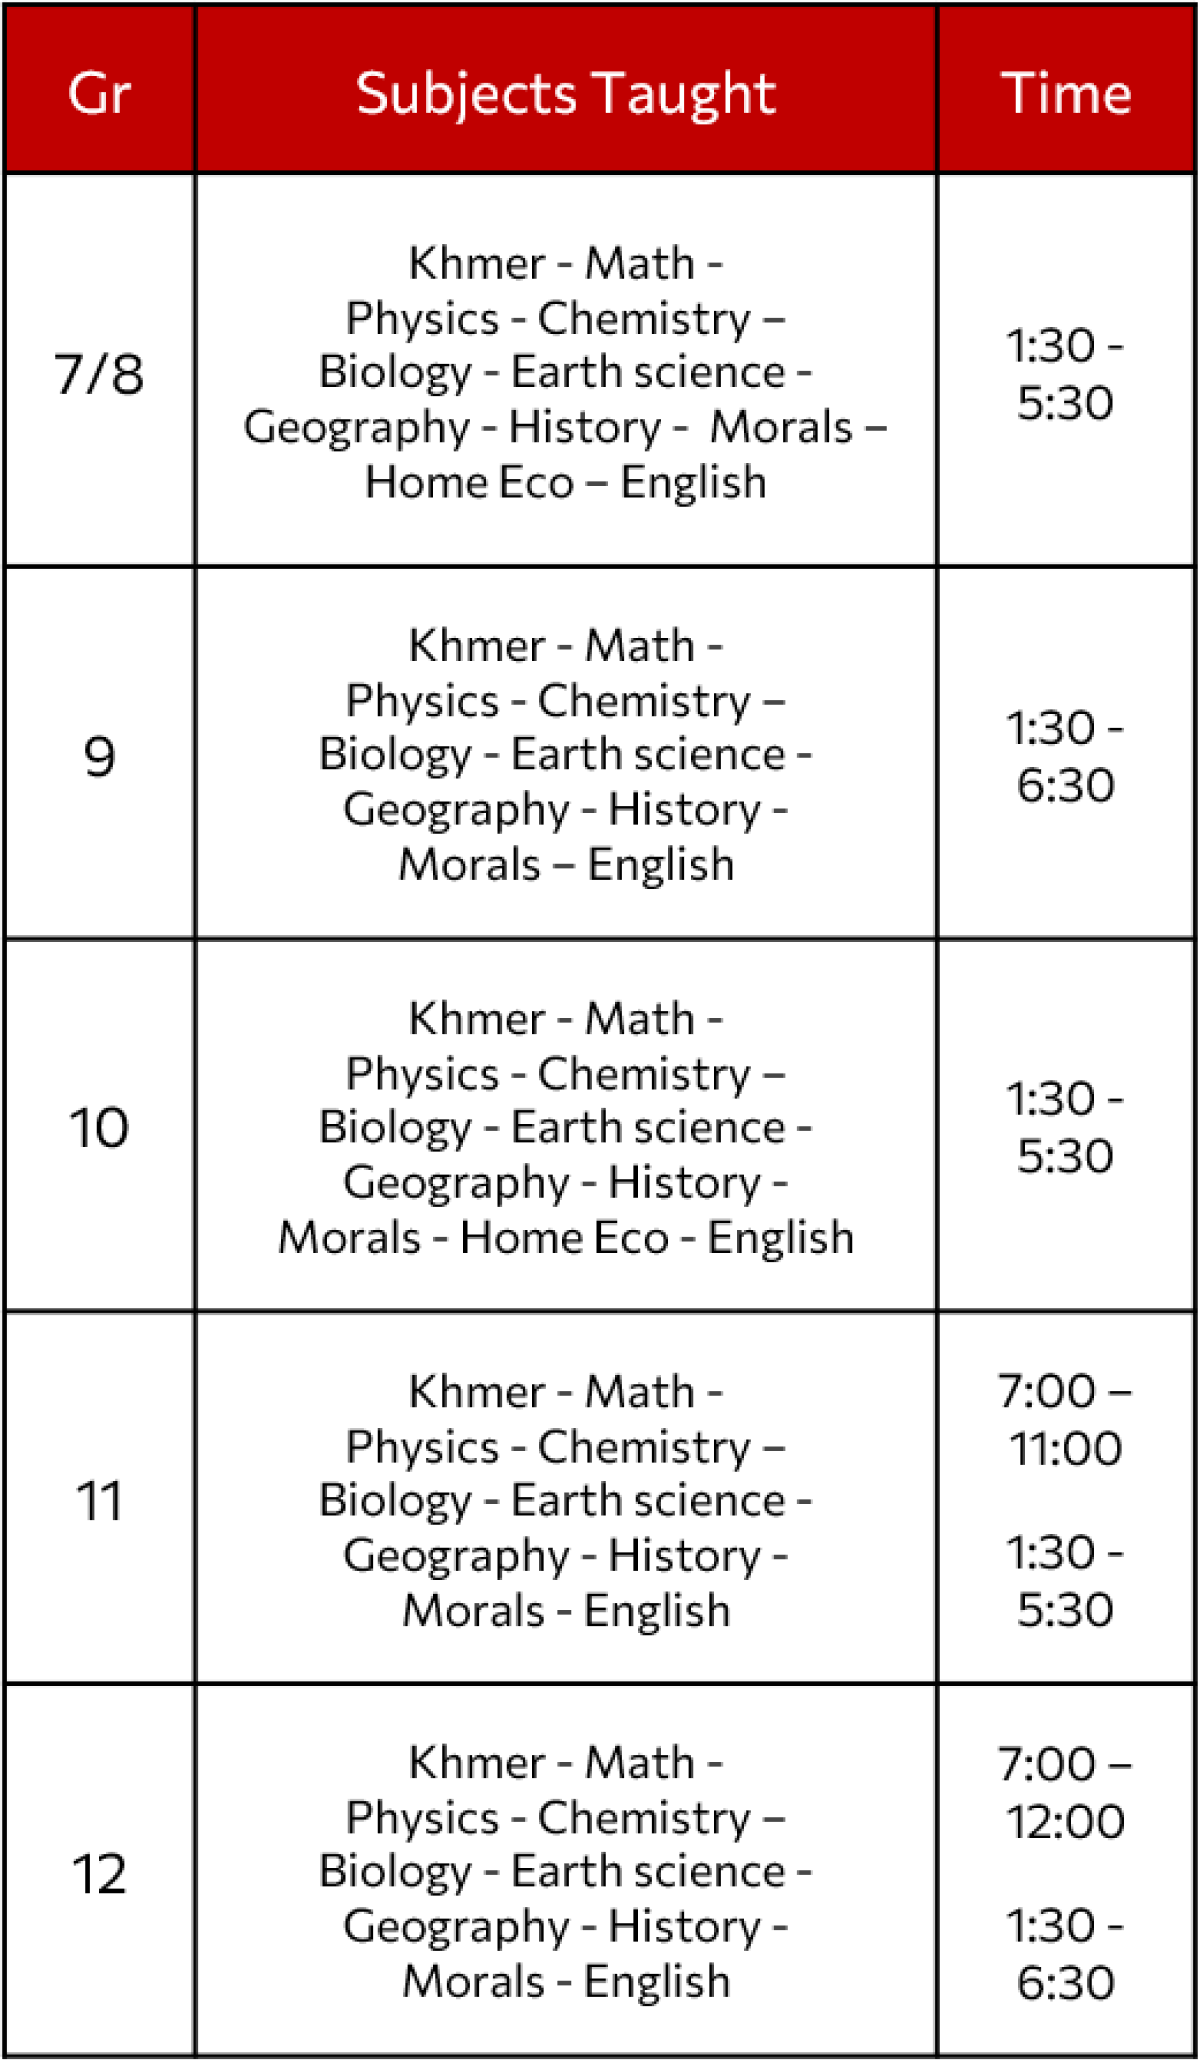 Gr
Subjects Taught
Time
7/8
Khmer - Math -
Physics - Chemistry –
Biology - Earth science -
Geography - History - Morals –
Home Eco – English
1:30 -
5:30
9
Khmer - Math -
Physics - Chemistry –
Biology - Earth science -
Geography - History -
Morals – English
1:30 -
6:30
10
Khmer - Math -
Physics - Chemistry –
Biology - Earth science -
Geography - History -
Morals - Home Eco - English
1:30 -
5:30
11
Khmer - Math -
Physics - Chemistry –
Biology - Earth science -
Geography - History -
Morals - English
7:00 –
11:00
1:30 -
5:30
12
Khmer - Math -
Physics - Chemistry –
Biology - Earth science -
Geography - History -
Morals - English
7:00 –
12:00
1:30 -
6:30